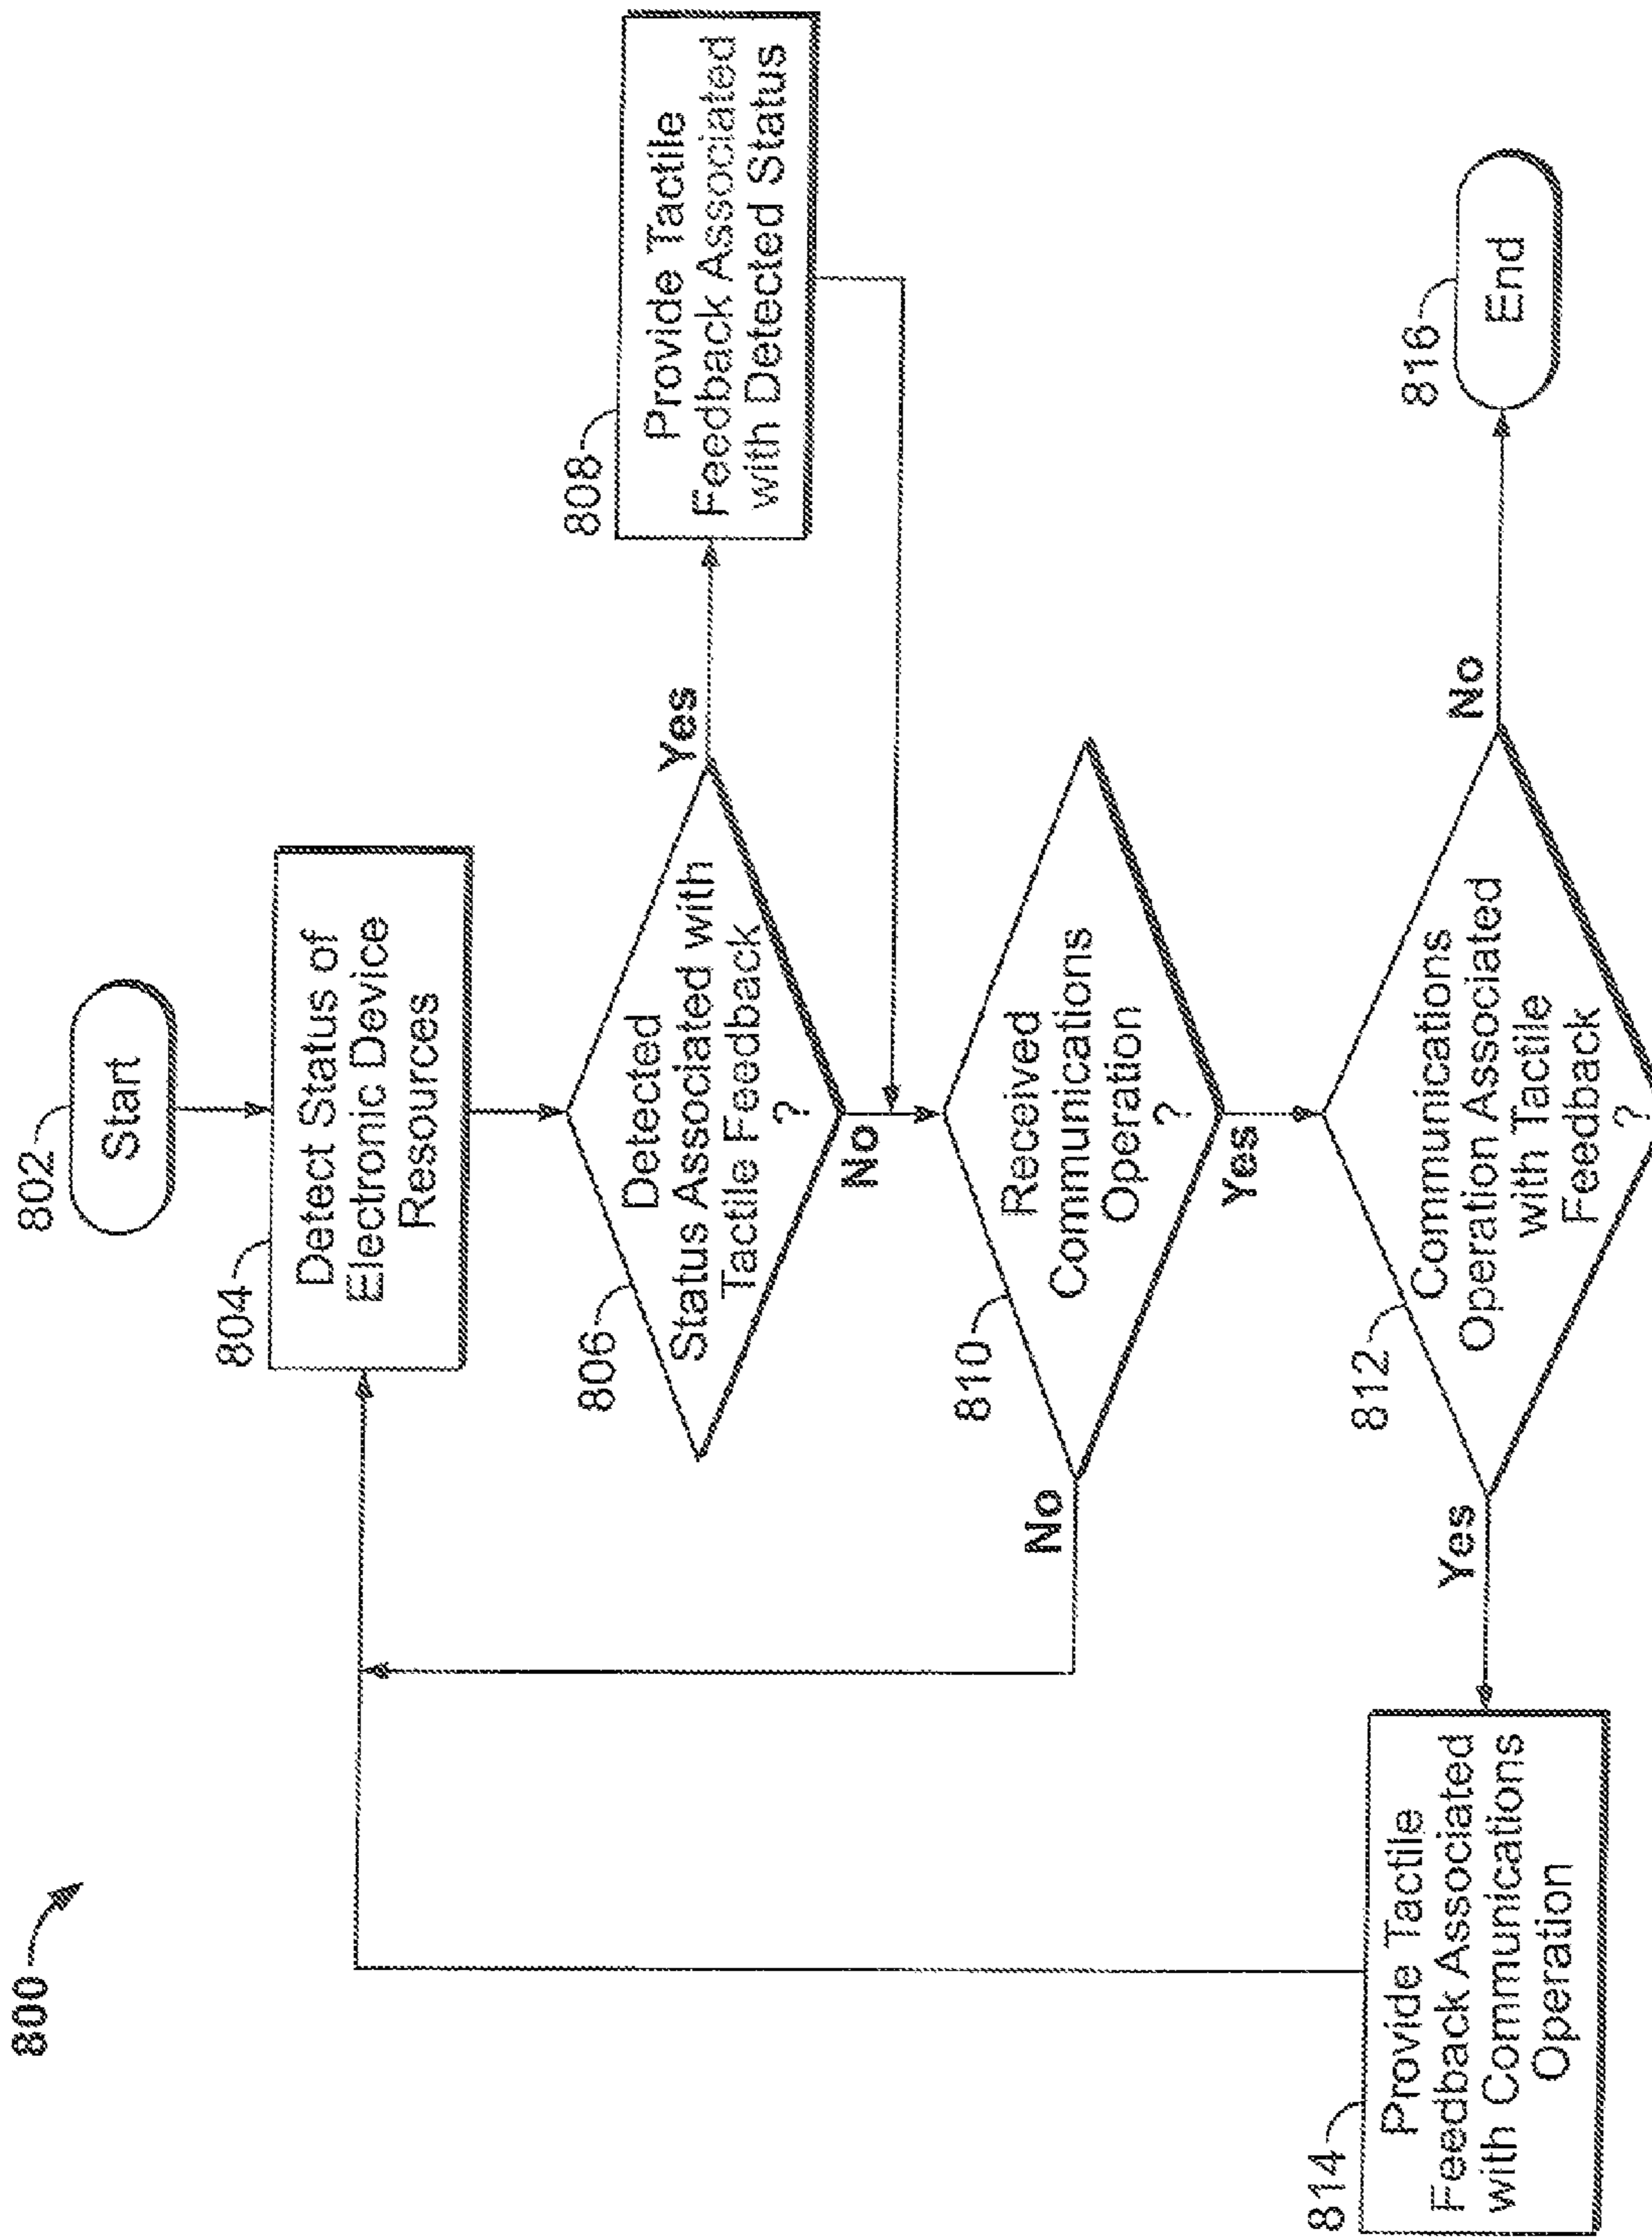 800
802
Start
804
Detect Status of
Electronic Device
Resources
806
Detected
Status Associated with
Tactile Feedback
?
Yes
No
808
Provide Tactile
Feedback Associated
with Detected Status
810
Received
Communications
Operation
?
No
Yes
812
Communications
Operation Associated
with Tactile
Feedback
?
Yes
No
814
Provide Tactile
Feedback Associated
with Communications
Operation
816
End